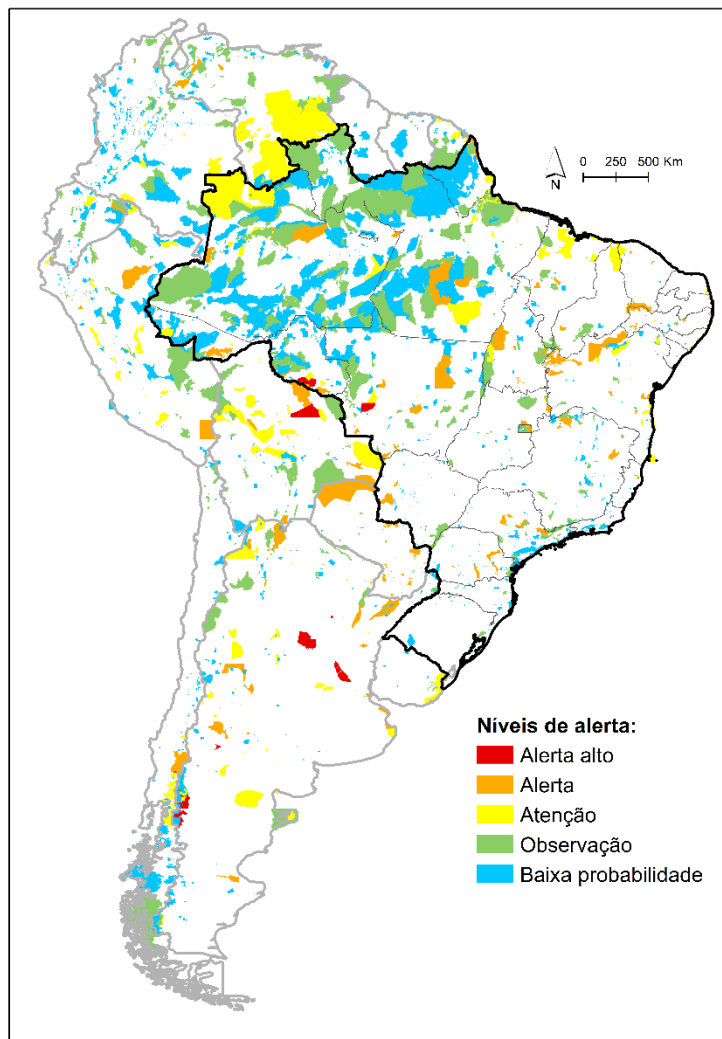 N
0 250 500 Km
Níveis de alerta:
Alerta alto
Alerta
Atenção
Observação
Baixa probabilidade